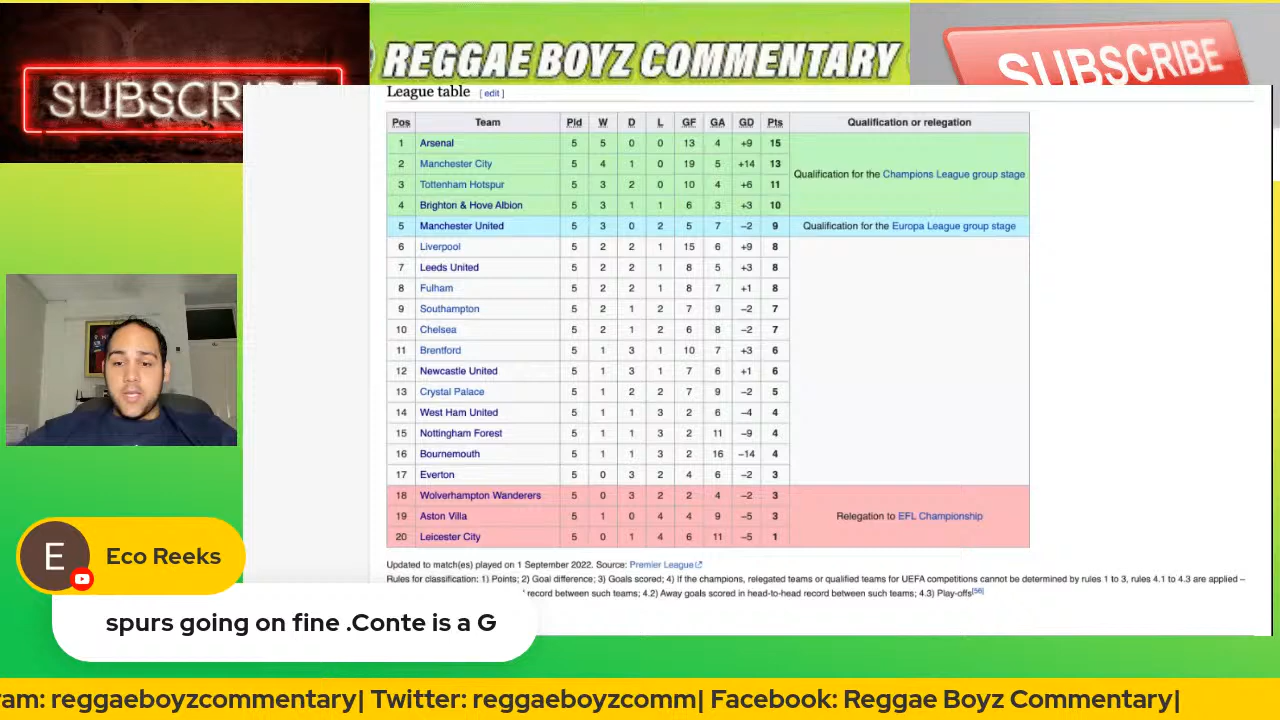 SUBSCR
REGGAE BOYZ COMMENTARY
SUBSCRIBE
League table [ edit ]
Pos Team Pld W D L GF GA GD Pts Qualification or relegation
1 Arsenal 5 5 0 0 13 4 +9 15
2 Manchester City 5 4 1 0 19 5 +14 13
Qualification for the Champions League group stage
3 Tottenham Hotspur 5 3 2 0 10 4 +6 11
4 Brighton & Hove Albion 5 3 1 1 6 3 +3 10
5 Manchester United 5 3 0 2 5 7 −2 9 Qualification for the Europa League group stage
6 Liverpool 5 2 2 1 15 6 +9 8
7 Leeds United 5 2 2 1 8 5 +3 8
8 Fulham 5 2 2 1 8 7 +1 8
9 Southampton 5 2 1 2 7 9 −2 7
10 Chelsea 5 2 1 2 6 8 −2 7
11 Brentford 5 1 3 1 10 7 +3 6
12 Newcastle United 5 1 3 1 7 6 +1 6
13 Crystal Palace 5 1 2 2 7 9 −2 5
14 West Ham United 5 1 1 3 2 6 −4 4
15 Nottingham Forest 5 1 1 3 2 11 −9 4
16 Bournemouth 5 1 1 3 2 16 −14 4
17 Everton 5 0 3 2 4 6 −2 3
18 Wolverhampton Wanderers 5 0 3 2 2 4 −2 3
19 Aston Villa 5 1 0 4 4 9 −5 3 Relegation to EFL Championship
20 Leicester City 5 0 1 4 6 11 −5 1
Updated to match(es) played on 1 September 2022. Source: Premier League
Rules for classification: 1) Points; 2) Goal difference; 3) Goals scored; 4) If the champions, relegated teams or qualified teams for UEFA competitions cannot be determined by rules 1 to 3, rules 4.1 to 4.3 are applied –
record between such teams; 4.2) Away goals scored in head-to-head record between such teams; 4.3) Play-offs[56]
E Eco Reeks
spurs going on fine .Conte is a G
ram: reggaeboyzcommentary| Twitter: reggaeboyzcomm| Facebook: Reggae Boyz Commentary|